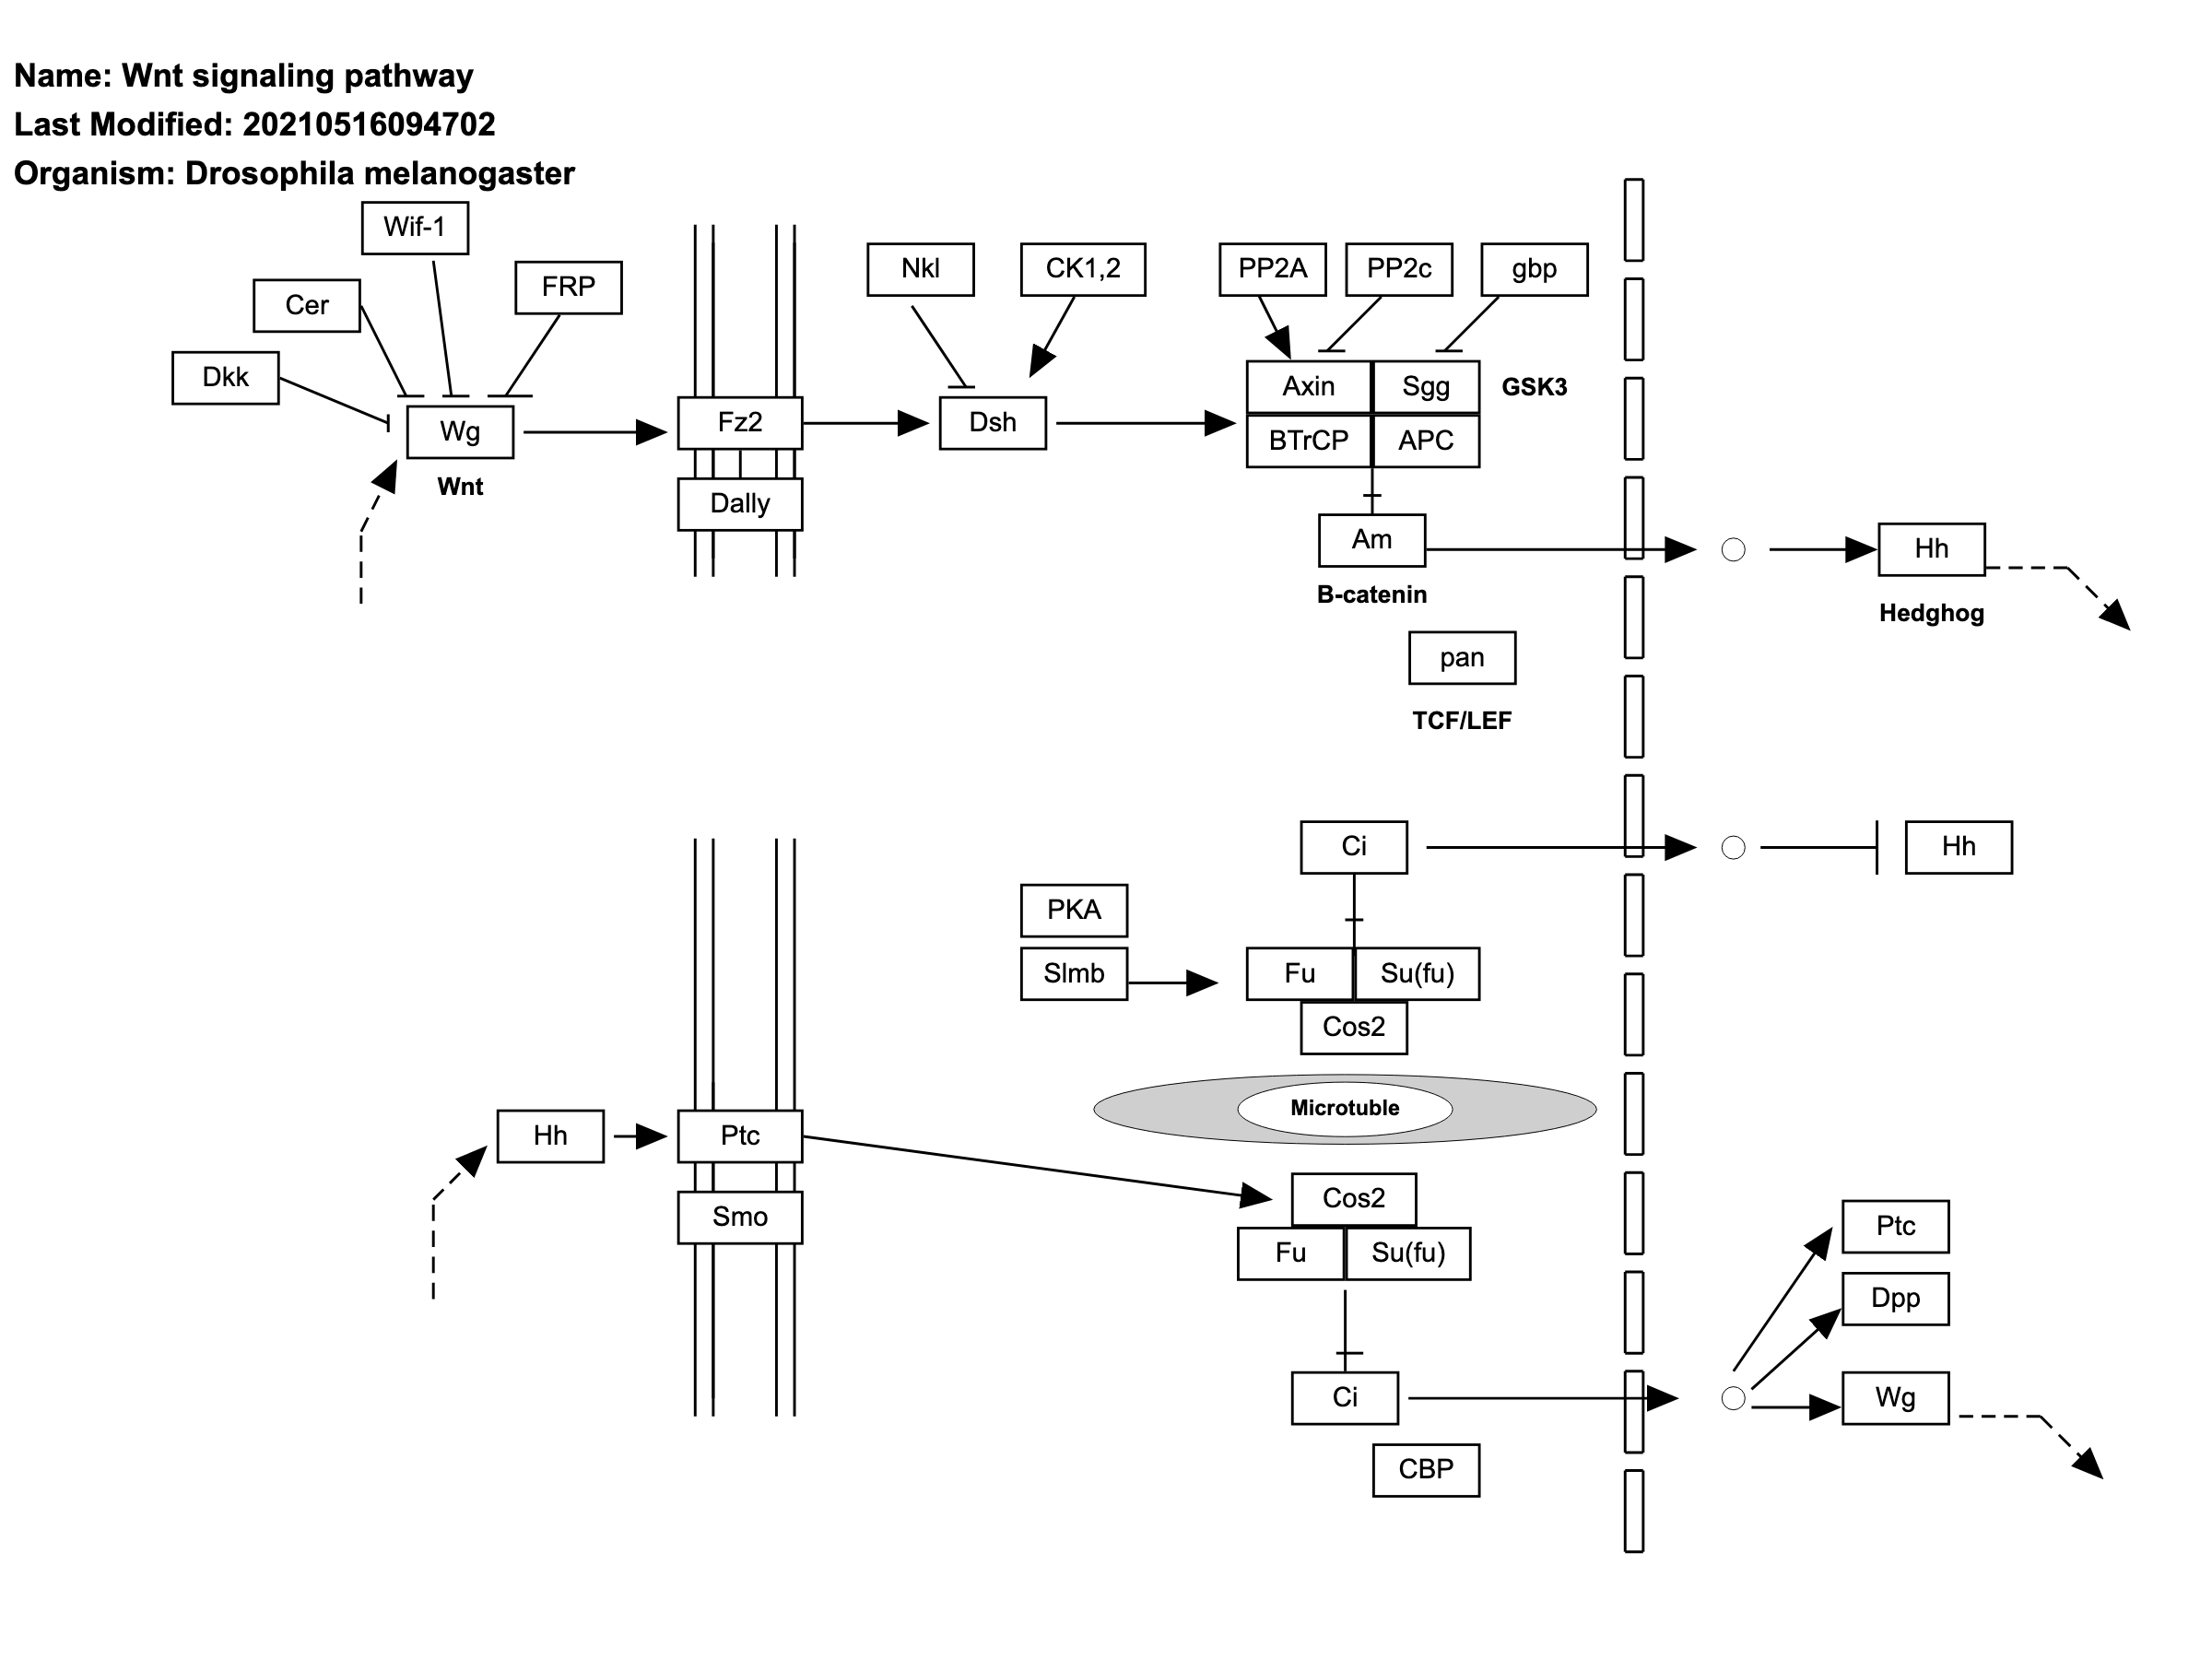 Name: Wnt signaling pathway
Last Modified: 20210516094702
Organism: Drosophila melanogaster
Wif-1
Cer
FRP
Dkk
Wg
Wnt
Fz2
Dally
Nkl
CK1,2
Dsh
PP2A
PP2c
gbp
Axin
Sgg
GSK3
BTrCP
APC
Am
B-catenin
Hh
Hedghog
pan
TCF/LEF
Ci
Hh
PKA
Slmb
Fu
Su(fu)
Cos2
Microtuble
Hh
Ptc
Smo
Cos2
Fu
Su(fu)
Ci
CBP
Ptc
Dpp
Wg